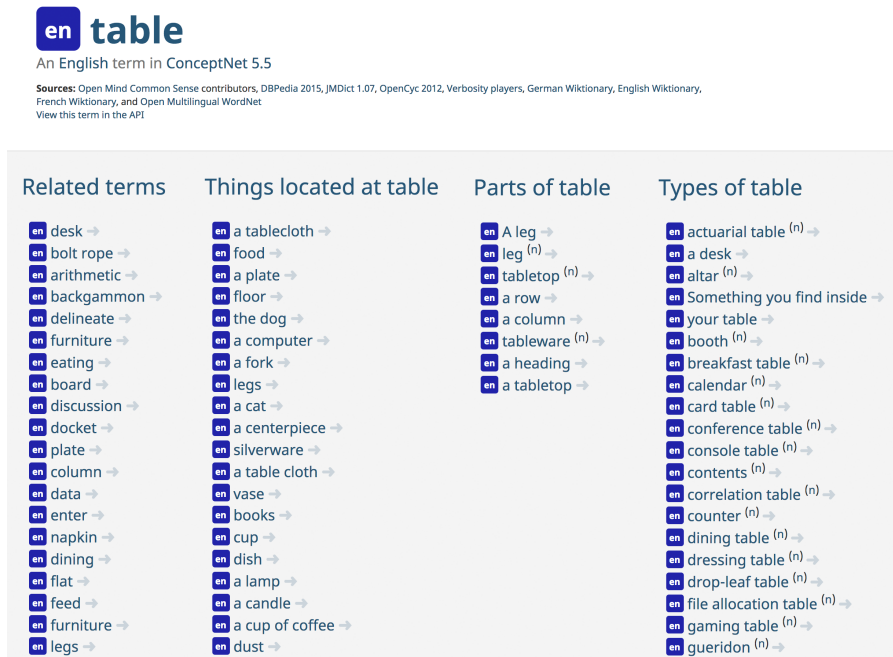 en table
An English term in ConceptNet 5.5
Sources: Open Mind Common Sense contributors, DBPedia 2015, JMDict 1.07, OpenCyc 2012, Verbosity players, German Wiktionary, English Wiktionary,
French Wiktionary, and Open Multilingual WordNet
View this term in the API
Related terms
en desk →
en bolt rope →
en arithmetic →
en backgammon →
en delineate →
en furniture →
en eating →
en board →
en discussion →
en docket →
en plate →
en column →
en data →
en enter →
en napkin →
en dining →
en flat →
en feed →
en furniture →
en legs →
Things located at table
en a tablecloth →
en food →
en a plate →
en floor →
en the dog →
en a computer →
en a fork →
en legs →
en a cat →
en a centerpiece →
en silverware →
en a table cloth →
en vase →
en books →
en cup →
en dish →
en a lamp →
en a candle →
en a cup of coffee →
en dust →
Parts of table
en A leg →
en leg (n) →
en tabletop (n) →
en a row →
en a column →
en tableware (n) →
en a heading →
en a tabletop →
Types of table
en actuarial table (n) →
en a desk →
en altar (n) →
en Something you find inside →
en your table →
en booth (n) →
en breakfast table (n) →
en calendar (n) →
en card table (n) →
en conference table (n) →
en console table (n) →
en contents (n) →
en correlation table (n) →
en counter (n) →
en dining table (n) →
en dressing table (n) →
en drop-leaf table (n) →
en file allocation table (n) →
en gaming table (n) →
en gueridon (n) →